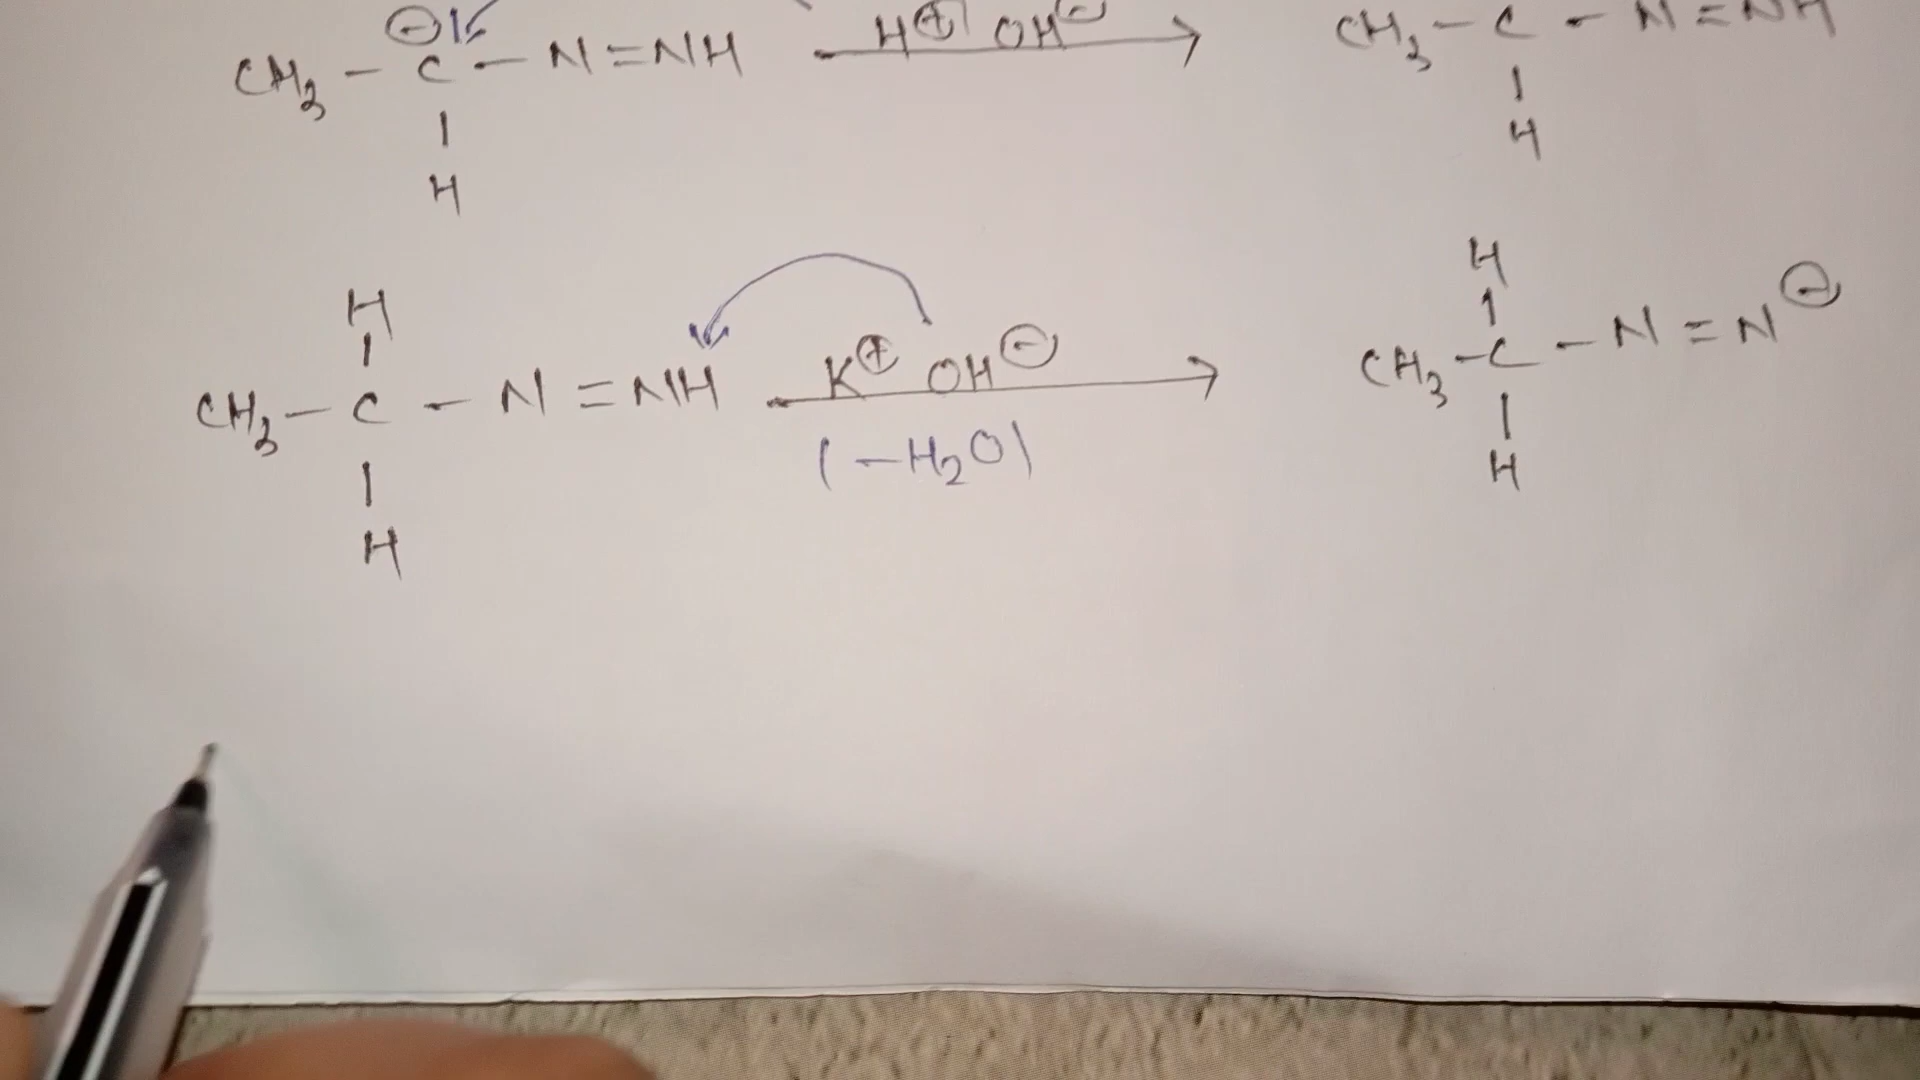 ⊖
CH₃ – C – N = NH H⊕ OH⊖ → CH₃ – C – N = NH
| |
H H
H H
| |
CH₃ – C – N = NH K⊕ OH⊖ → CH₃ – C – N = N⊖
(–H₂O)
| |
H H